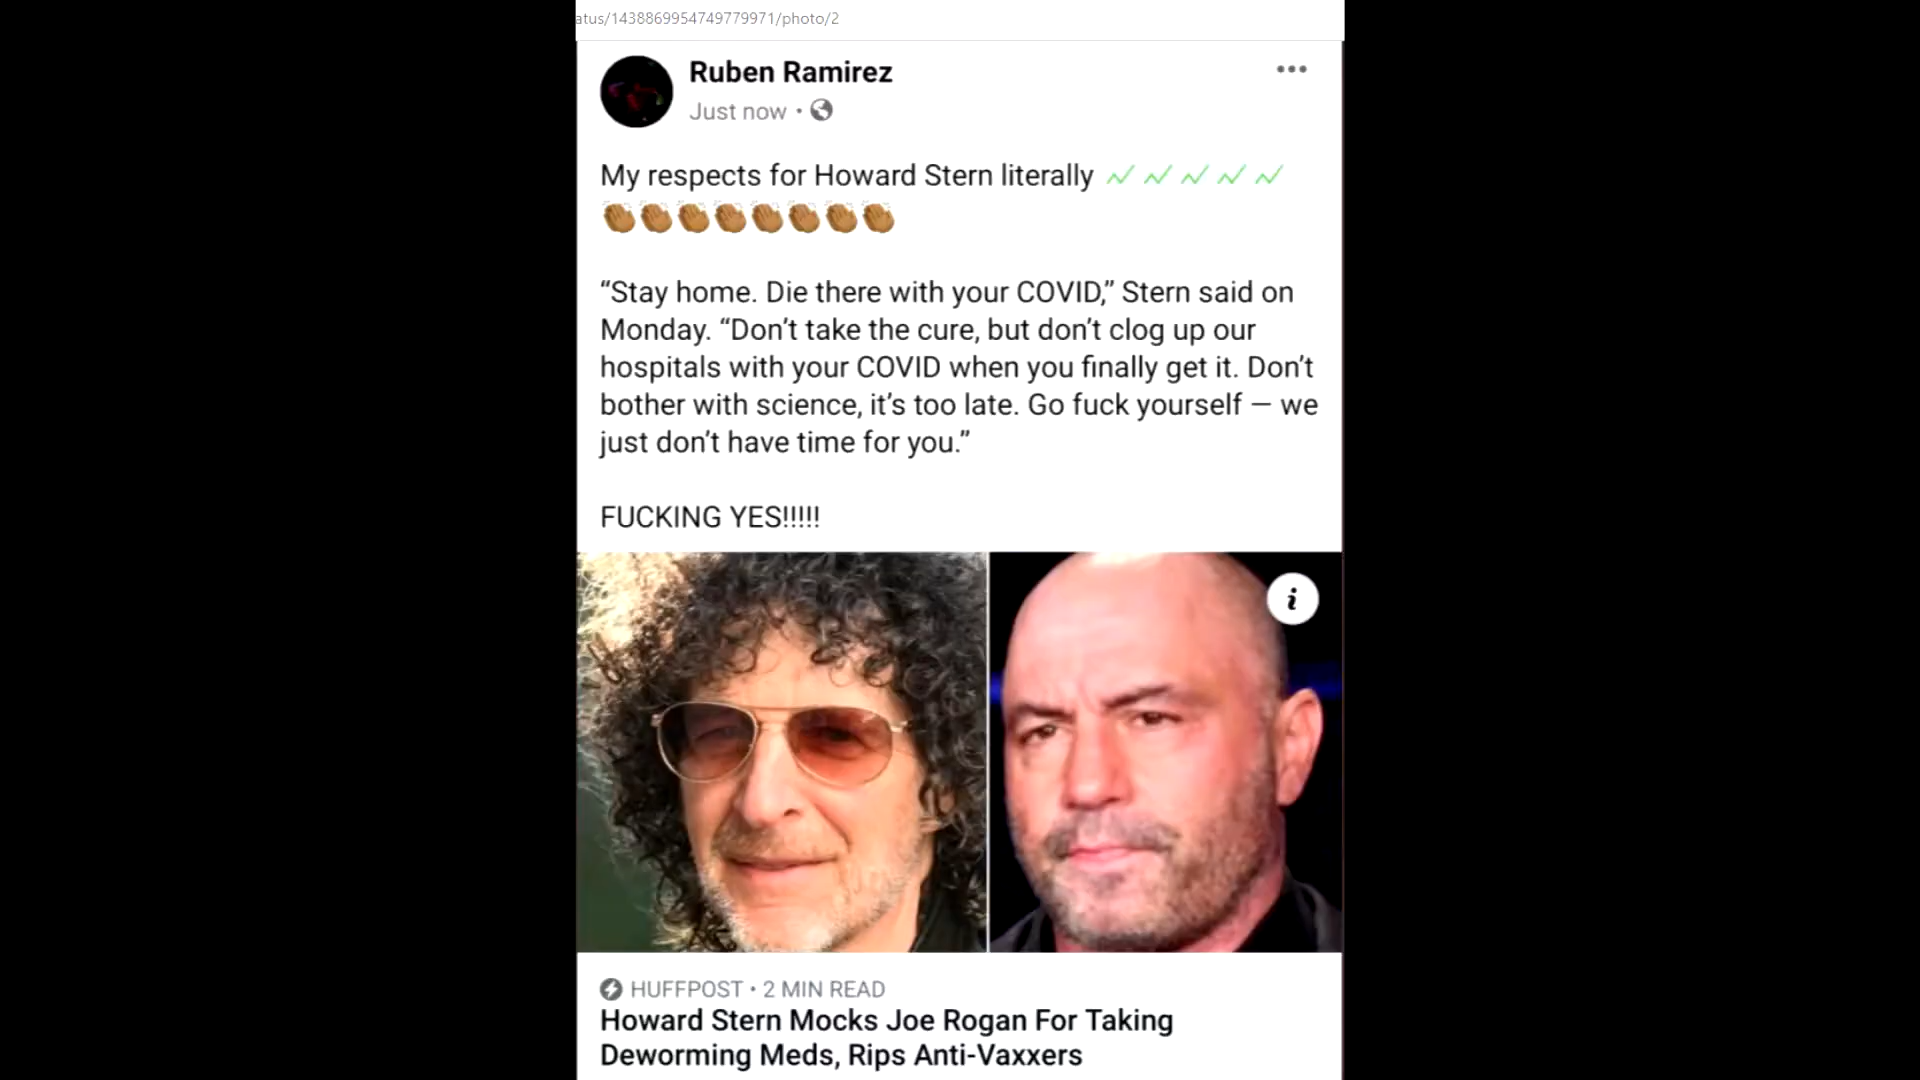 atus/1438869954749779971/photo/2
Ruben Ramirez
Just now •
My respects for Howard Stern literally
“Stay home. Die there with your COVID,” Stern said on
Monday. “Don’t take the cure, but don’t clog up our
hospitals with your COVID when you finally get it. Don’t
bother with science, it’s too late. Go fuck yourself — we
just don’t have time for you.”
FUCKING YES!!!!!
i
HUFFPOST • 2 MIN READ
Howard Stern Mocks Joe Rogan For Taking
Deworming Meds, Rips Anti-Vaxxers